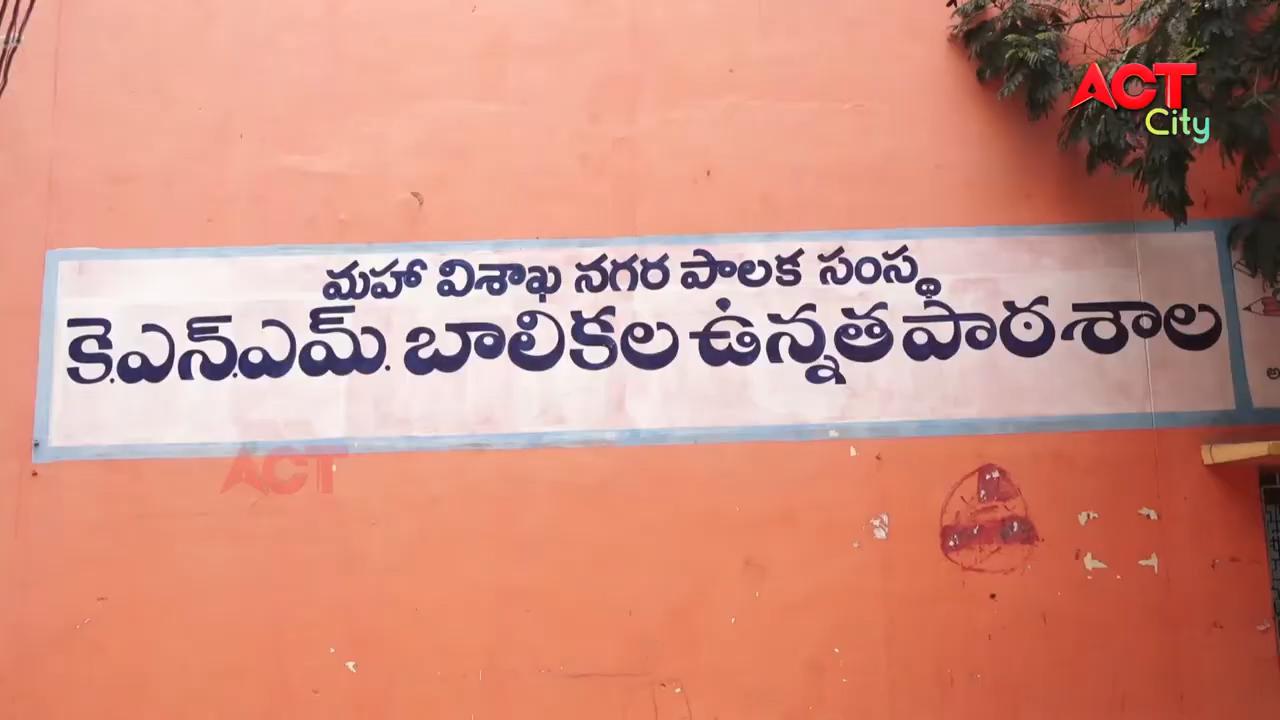 ACT
City
మహా విశాఖ నగర పాలక సంస్థ
కె.ఎన్.ఎమ్. బాలికల ఉన్నత పాఠశాల
ACT